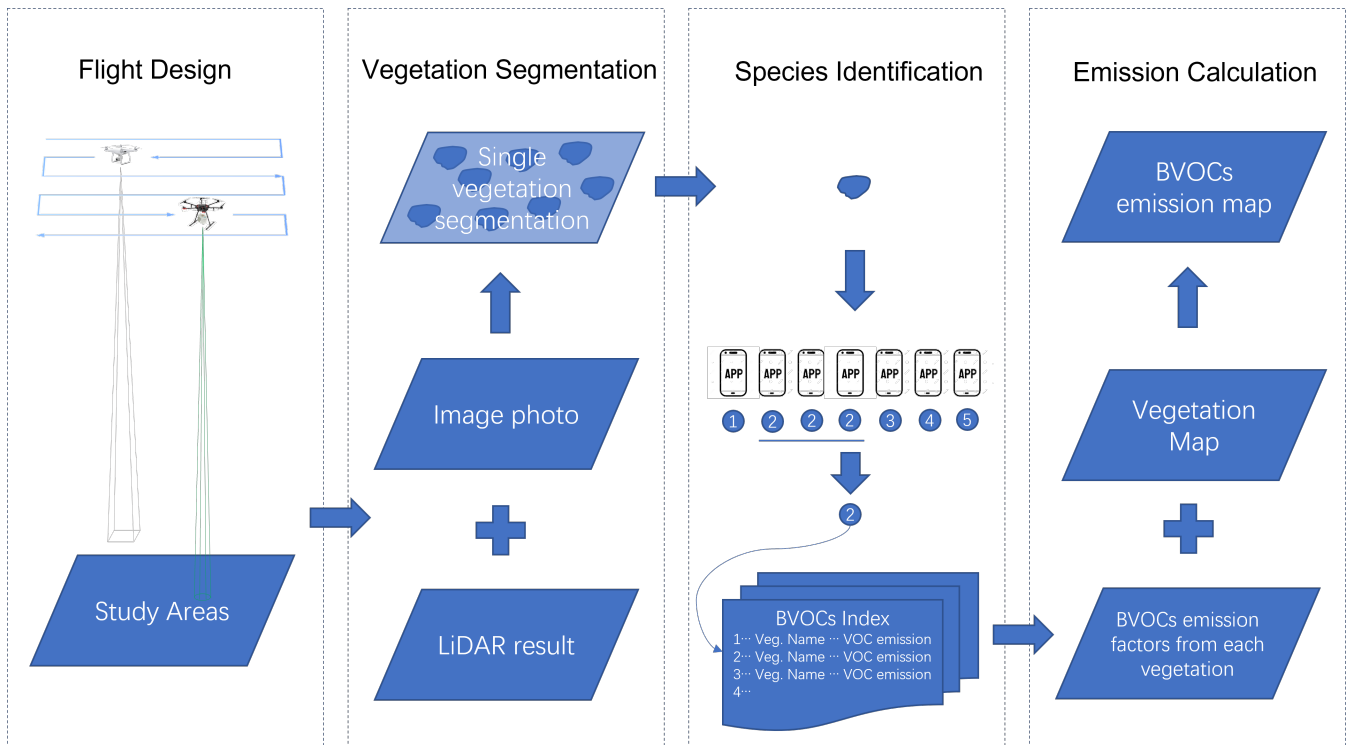 Flight Design
Study Areas
Vegetation Segmentation
Single
vegetation
segmentation
Image photo
LiDAR result
Species Identification
APP APP APP APP APP APP APP
1 2 2 2 3 4 5
2
BVOCs Index
1··· Veg. Name ··· VOC emission
2··· Veg. Name ··· VOC emission
3··· Veg. Name ··· VOC emission
4···
Emission Calculation
BVOCs
emission map
Vegetation
Map
BVOCs emission
factors from each
vegetation